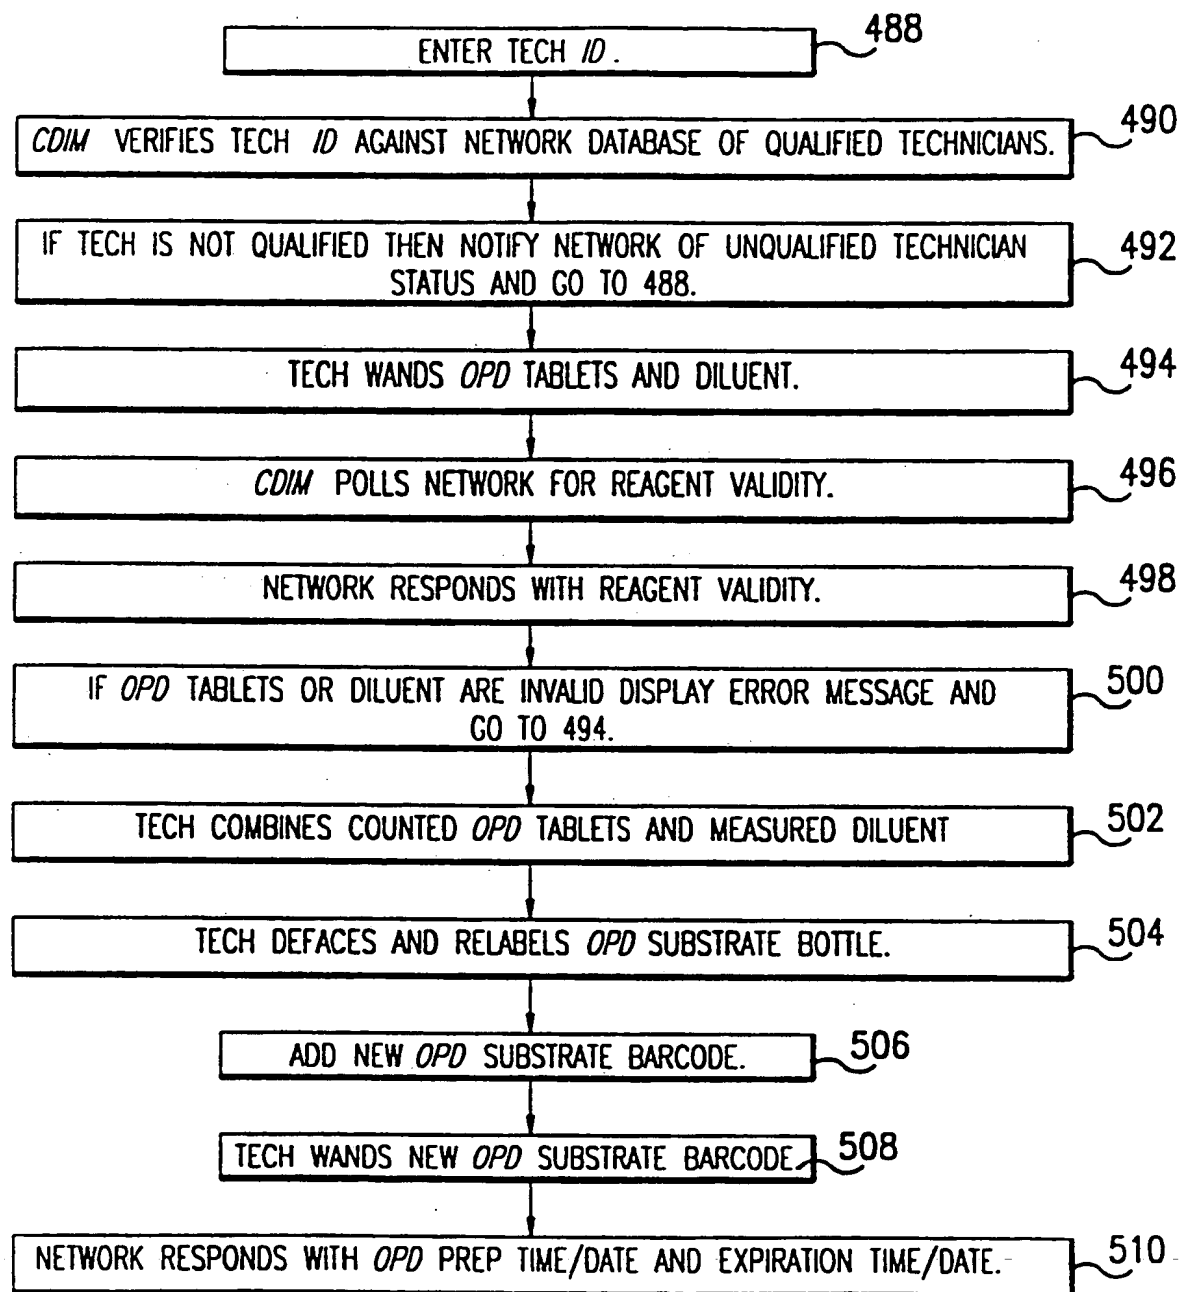 ENTER TECH ID.
488
CDIM VERIFIES TECH ID AGAINST NETWORK DATABASE OF QUALIFIED TECHNICIANS.
490
IF TECH IS NOT QUALIFIED THEN NOTIFY NETWORK OF UNQUALIFIED TECHNICIAN
STATUS AND GO TO 488.
492
TECH WANDS OPD TABLETS AND DILUENT.
494
CDIM POLLS NETWORK FOR REAGENT VALIDITY.
496
NETWORK RESPONDS WITH REAGENT VALIDITY.
498
IF OPD TABLETS OR DILUENT ARE INVALID DISPLAY ERROR MESSAGE AND
GO TO 494.
500
TECH COMBINES COUNTED OPD TABLETS AND MEASURED DILUENT
502
TECH DEFACES AND RELABELS OPD SUBSTRATE BOTTLE.
504
ADD NEW OPD SUBSTRATE BARCODE.
506
TECH WANDS NEW OPD SUBSTRATE BARCODE.
508
NETWORK RESPONDS WITH OPD PREP TIME/DATE AND EXPIRATION TIME/DATE.
510